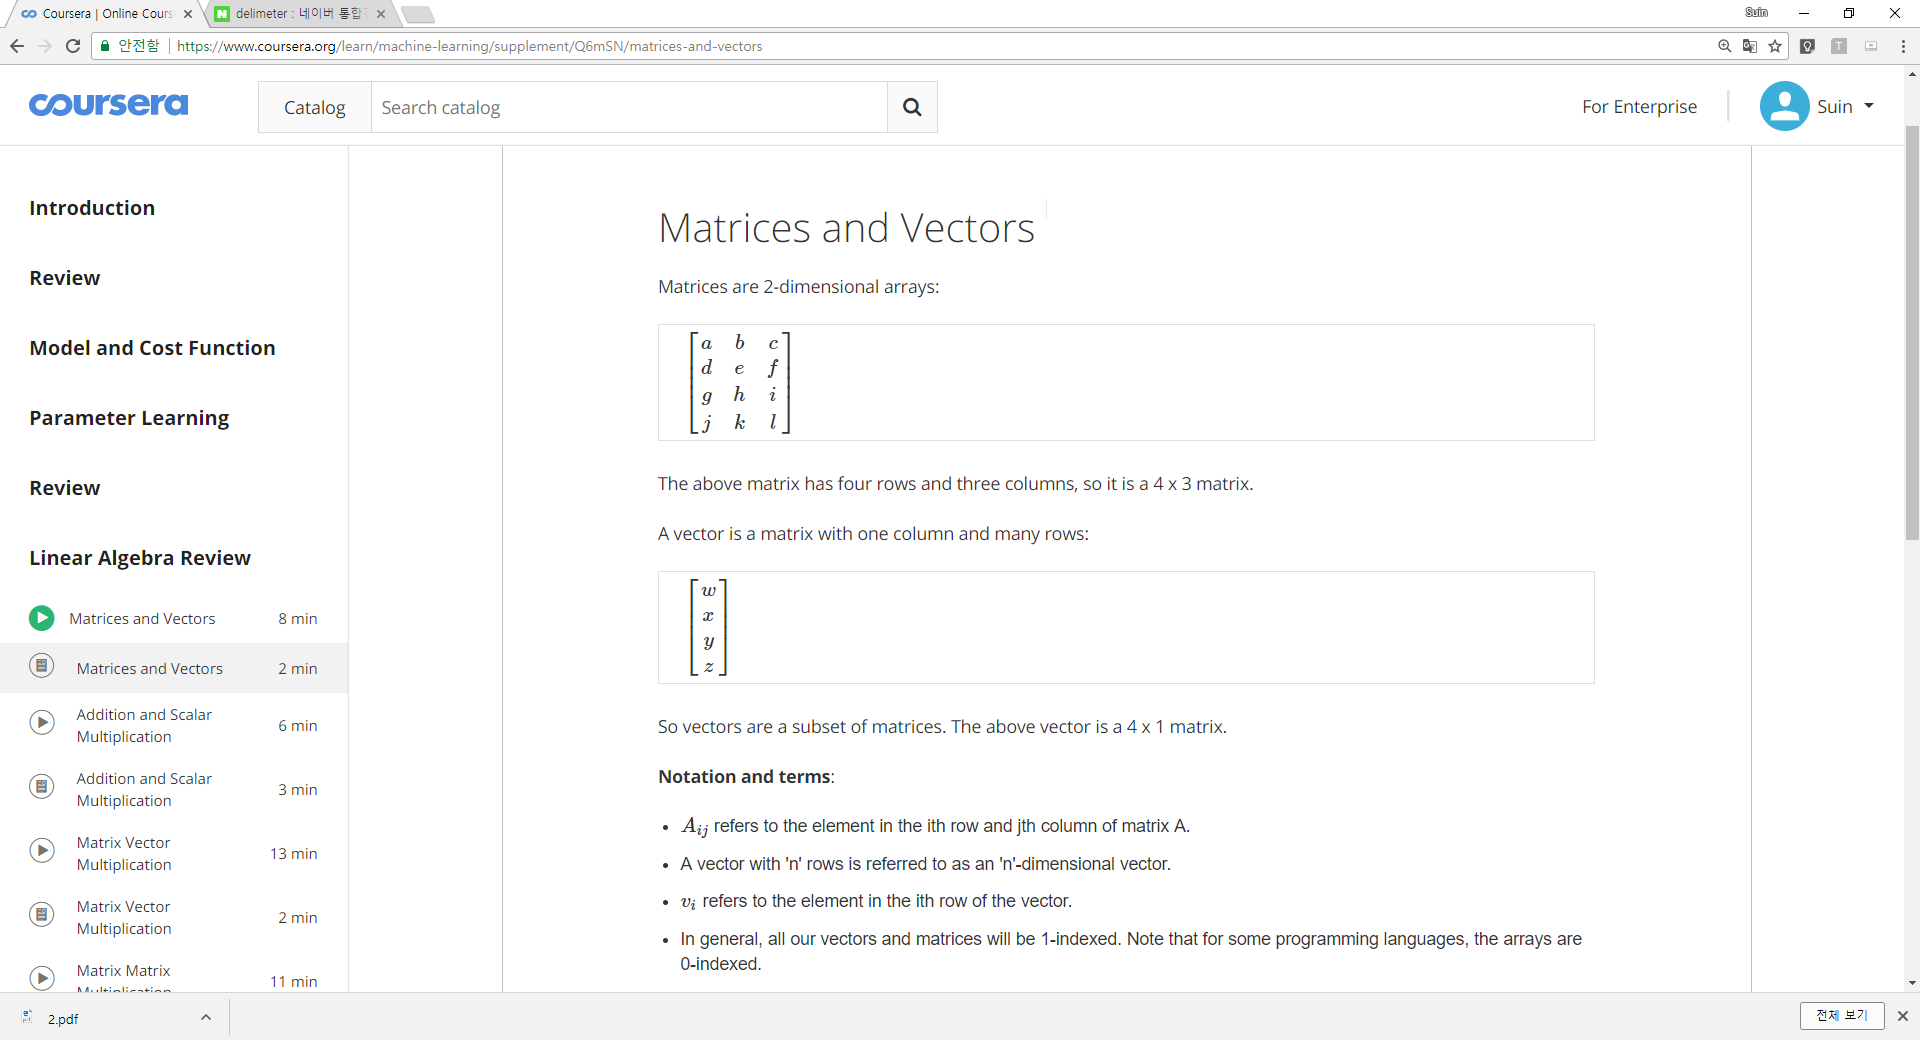 Coursera | Online Cours
delimeter : 네이버 통합
Suin
안전함
https://www.coursera.org/learn/machine-learning/supplement/Q6mSN/matrices-and-vectors
coursera
Catalog
Search catalog
For Enterprise
Suin
Introduction
Review
Model and Cost Function
Parameter Learning
Review
Linear Algebra Review
Matrices and Vectors 8 min
Matrices and Vectors 2 min
Addition and Scalar
Multiplication
6 min
Addition and Scalar
Multiplication
3 min
Matrix Vector
Multiplication
13 min
Matrix Vector
Multiplication
2 min
Matrix Matrix
Multiplication
11 min
Matrices and Vectors
Matrices are 2-dimensional arrays:
a b c
d e f
g h i
j k l
The above matrix has four rows and three columns, so it is a 4 x 3 matrix.
A vector is a matrix with one column and many rows:
w
x
y
z
So vectors are a subset of matrices. The above vector is a 4 x 1 matrix.
Notation and terms:
• A_ij refers to the element in the ith row and jth column of matrix A.
• A vector with 'n' rows is referred to as an 'n'-dimensional vector.
• v_i refers to the element in the ith row of the vector.
• In general, all our vectors and matrices will be 1-indexed. Note that for some programming languages, the arrays are
0-indexed.
2.pdf
전체 보기